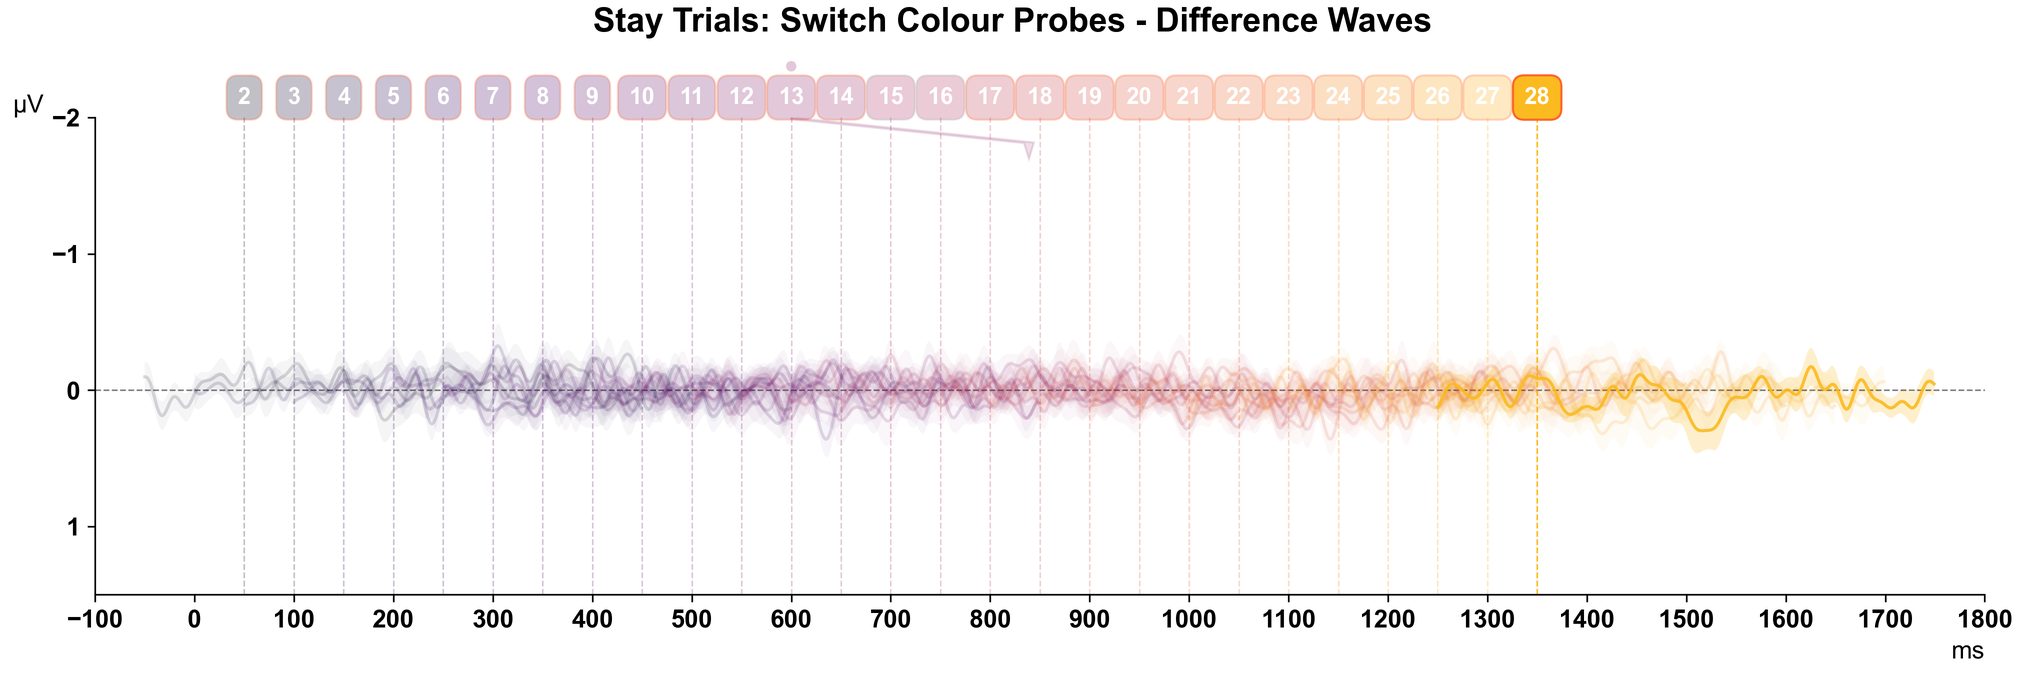 Stay Trials: Switch Colour Probes - Difference Waves
2 3 4 5 6 7 8 9 10 11 12 13 14 15 16 17 18 19 20 21 22 23 24 25 26 27 28
µV
−2
−1
0
1
−100 0 100 200 300 400 500 600 700 800 900 1000 1100 1200 1300 1400 1500 1600 1700 1800
ms